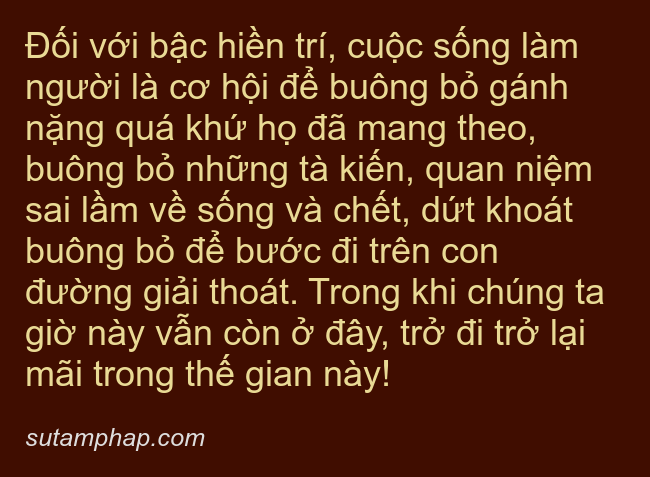 Đối với bậc hiền trí, cuộc sống làm
người là cơ hội để buông bỏ gánh
nặng quá khứ họ đã mang theo,
buông bỏ những tà kiến, quan niệm
sai lầm về sống và chết, dứt khoát
buông bỏ để bước đi trên con
đường giải thoát. Trong khi chúng ta
giờ này vẫn còn ở đây, trở đi trở lại
mãi trong thế gian này!
sutamphap.com